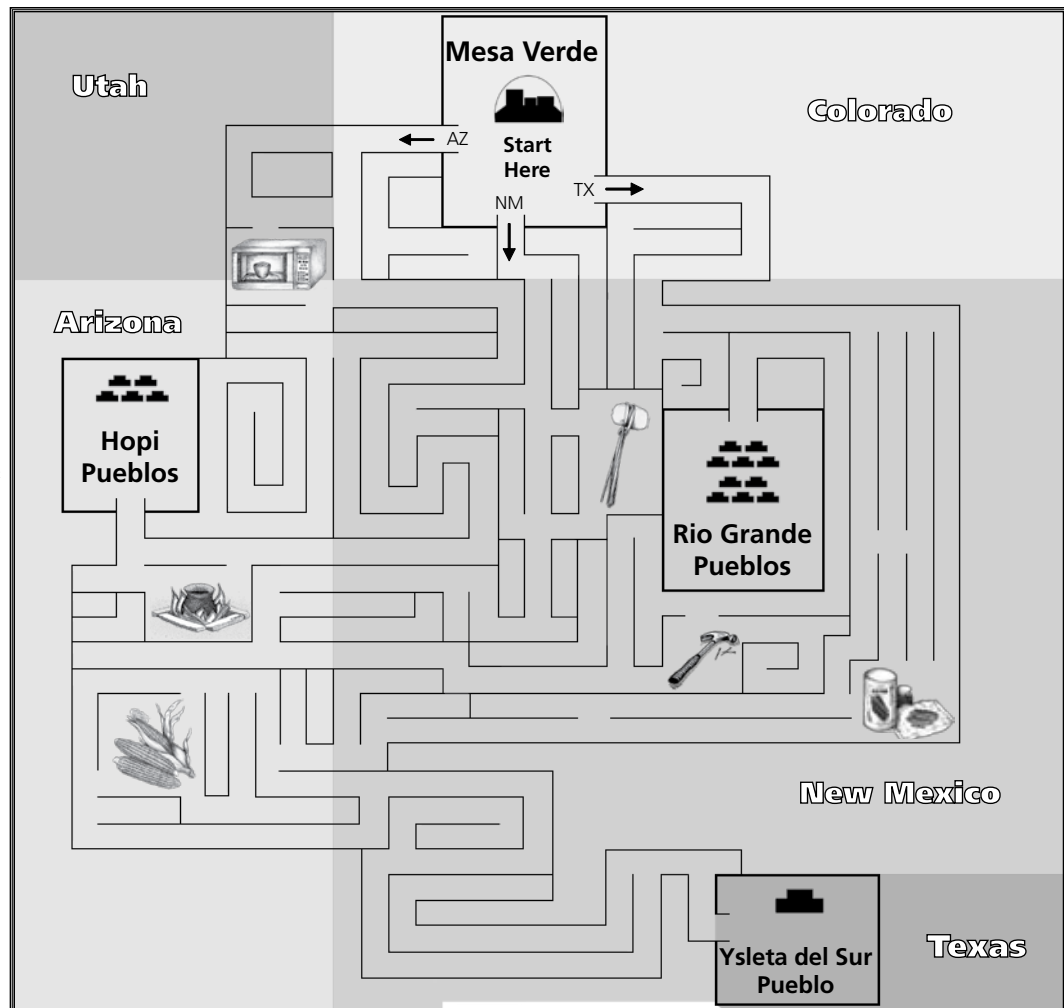 Mesa Verde
Utah
Colorado
AZ
Start
Here
TX
NM
Arizona
Hopi
Pueblos
Rio Grande
Pueblos
New Mexico
Texas
Ysleta del Sur
Pueblo